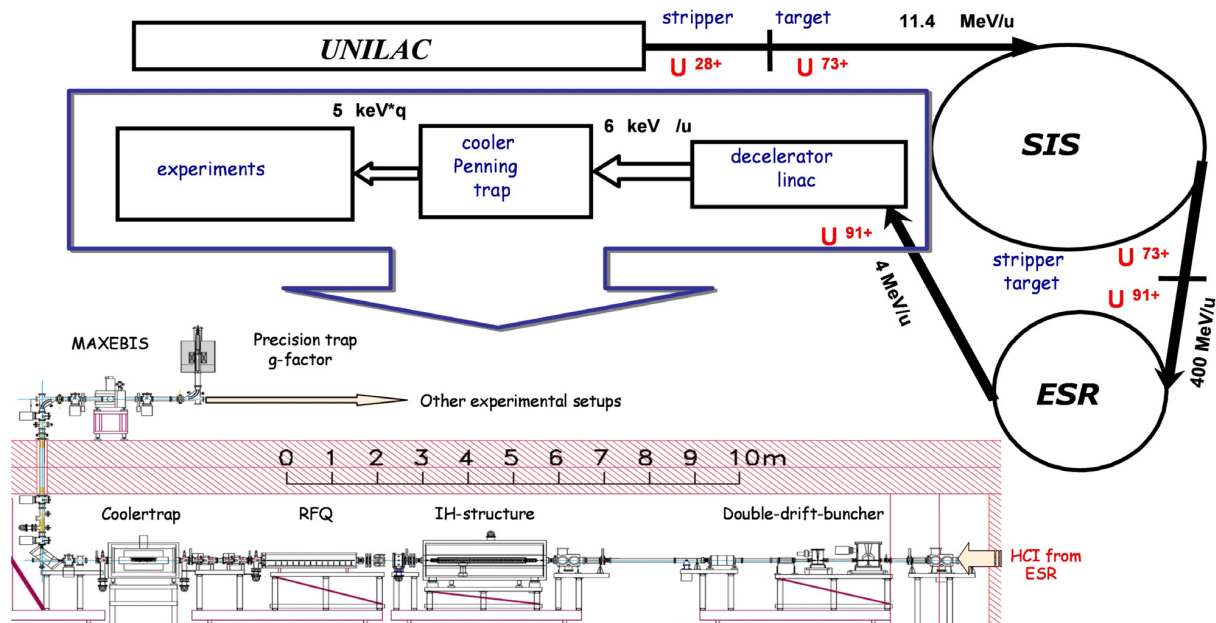 UNILAC
stripper target
11.4 MeV/u
U 28+
U 73+
5 keV*q
6 keV /u
experiments
cooler
Penning
trap
decelerator
linac
SIS
U 91+
4 MeV/u
stripper
target
U 73+
U 91+
400 MeV/u
ESR
MAXEBIS
Precision trap
g-factor
Other experimental setups
0 1 2 3 4 5 6 7 8 9 10m
Coolertrap
RFQ
IH-structure
Double-drift-buncher
HCI from
ESR